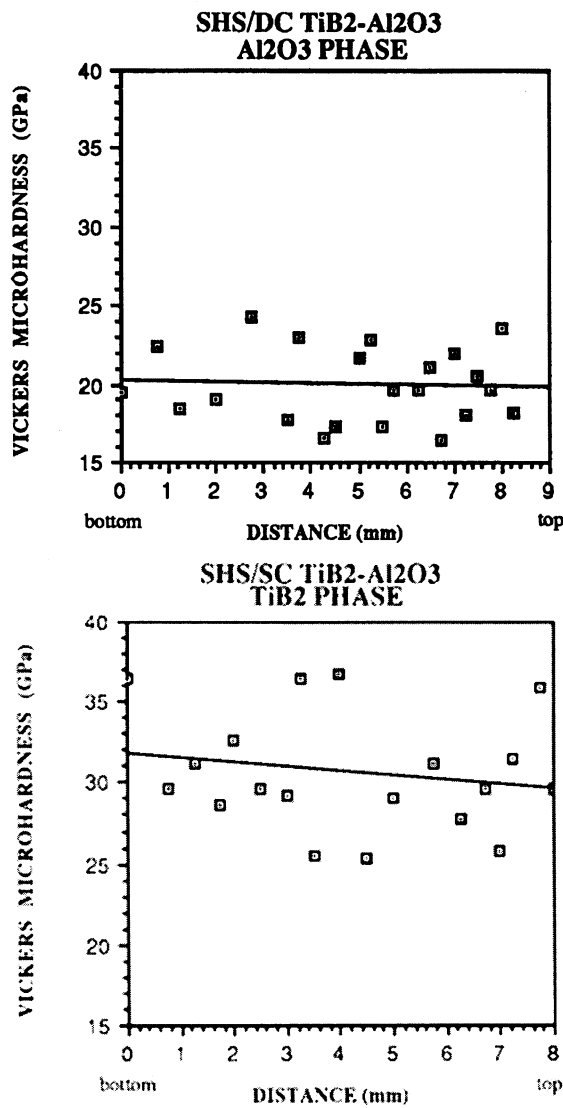 SHS/DC TiB2-Al2O3
Al2O3 PHASE
VICKERS MICROHARDNESS (GPa)
40
35
30
25
20
15
0 1 2 3 4 5 6 7 8 9
bottom DISTANCE (mm) top
SHS/SC TiB2-Al2O3
TiB2 PHASE
VICKERS MICROHARDNESS (GPa)
40
35
30
25
20
15
0 1 2 3 4 5 6 7 8
bottom DISTANCE (mm) top